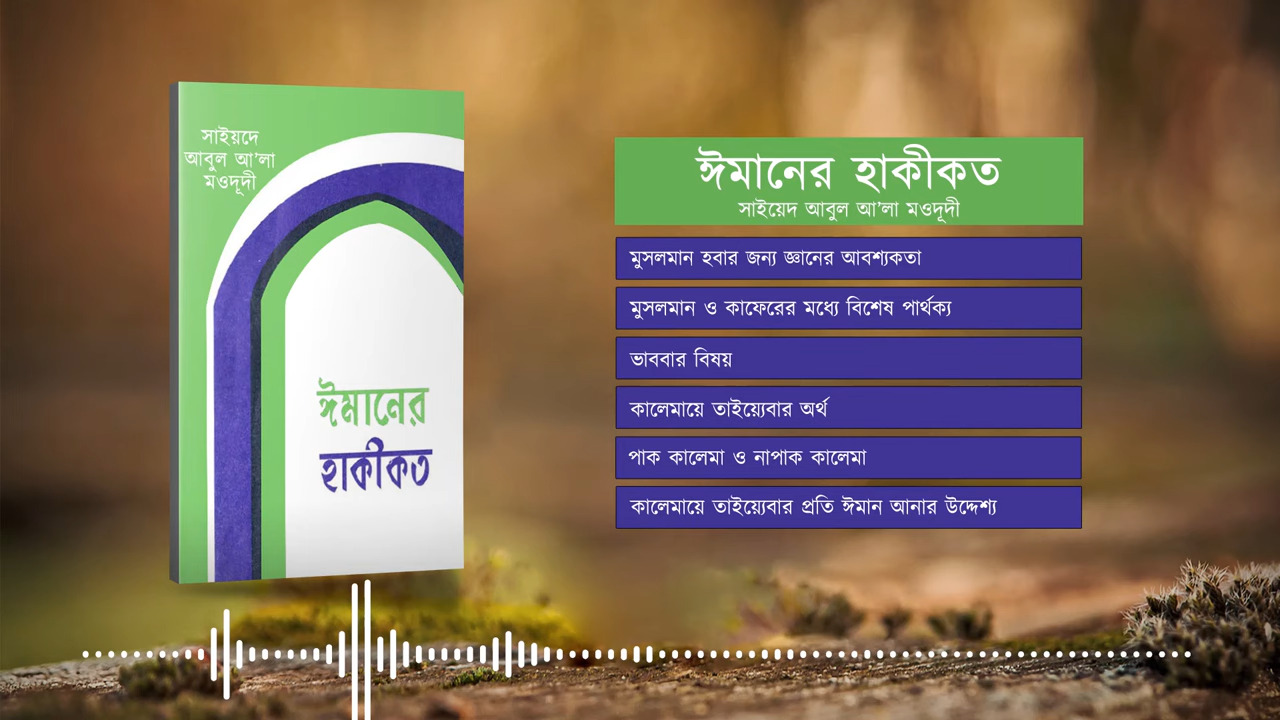 সাইয়দে
আবুল আ'লা
মওদূদী
ঈমানের
হাকীকত
ঈমানের হাকীকত
সাইয়েদ আবুল আ'লা মওদূদী
মুসলমান হবার জন্য জ্ঞানের আবশ্যকতা
মুসলমান ও কাফেরের মধ্যে বিশেষ পার্থক্য
ভাববার বিষয়
কালেমায়ে তাইয়্যেবার অর্থ
পাক কালেমা ও নাপাক কালেমা
কালেমায়ে তাইয়্যেবার প্রতি ঈমান আনার উদ্দেশ্য